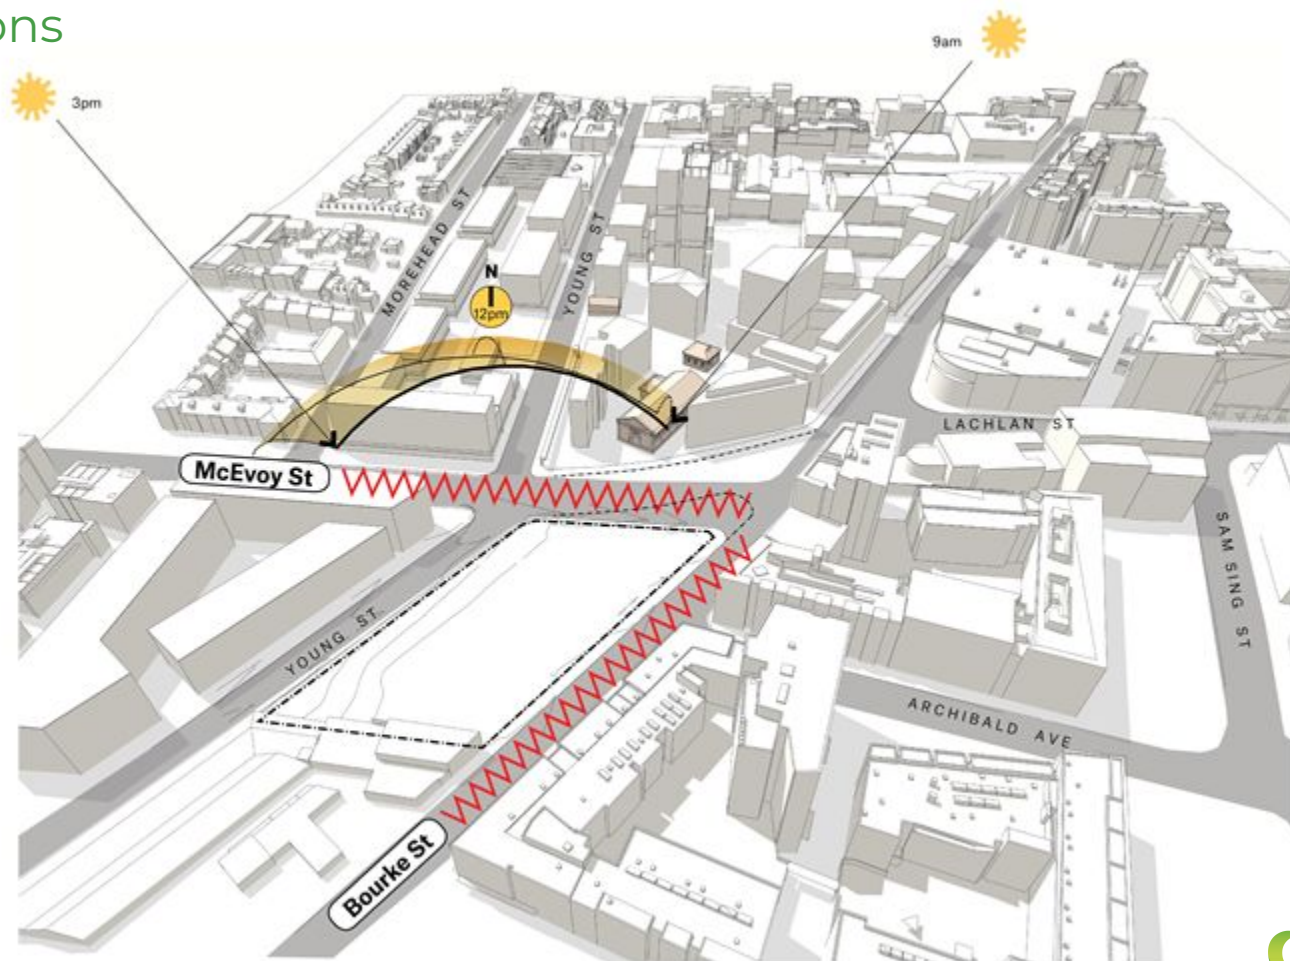 ons
9am
3pm
MOREHEAD ST
YOUNG ST
N
12pm
LACHLAN ST
McEvoy St
SAM SING ST
YOUNG ST
ARCHIBALD AVE
Bourke St